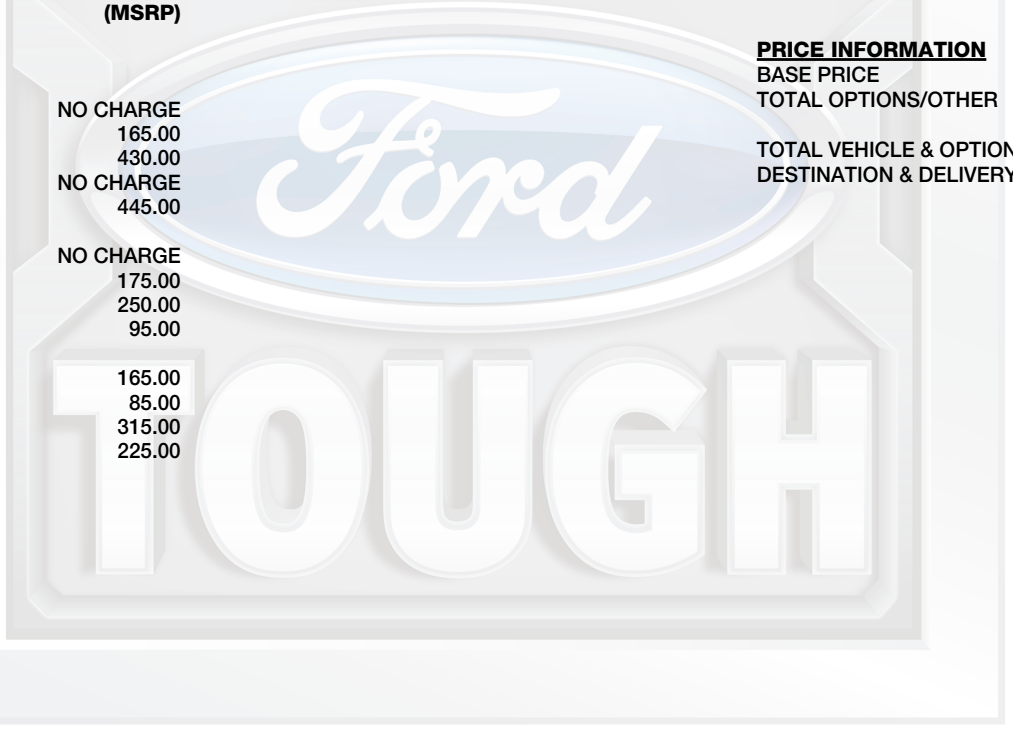 (MSRP)
NO CHARGE
165.00
430.00
NO CHARGE
445.00
NO CHARGE
175.00
250.00
95.00
165.00
85.00
315.00
225.00
PRICE INFORMATION
BASE PRICE
TOTAL OPTIONS/OTHER
TOTAL VEHICLE & OPTION
DESTINATION & DELIVERY
Ford
TOUGH